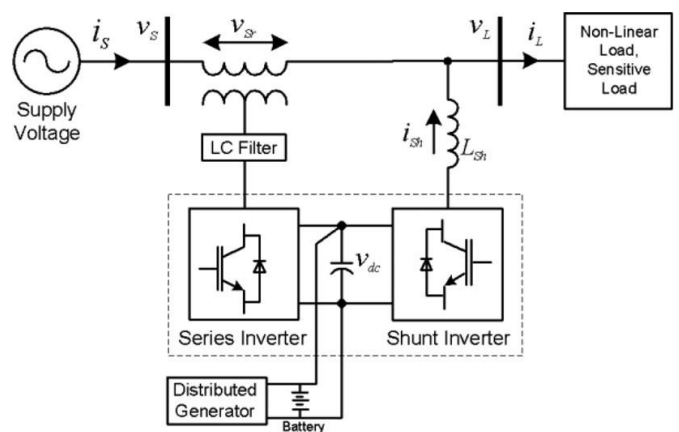 i_S
v_S
v_Sr
v_L
i_L
Non-Linear
Load,
Sensitive
Load
Supply
Voltage
LC Filter
i_Sh
L_Sh
v_dc
Series Inverter
Shunt Inverter
Distributed
Generator
Battery